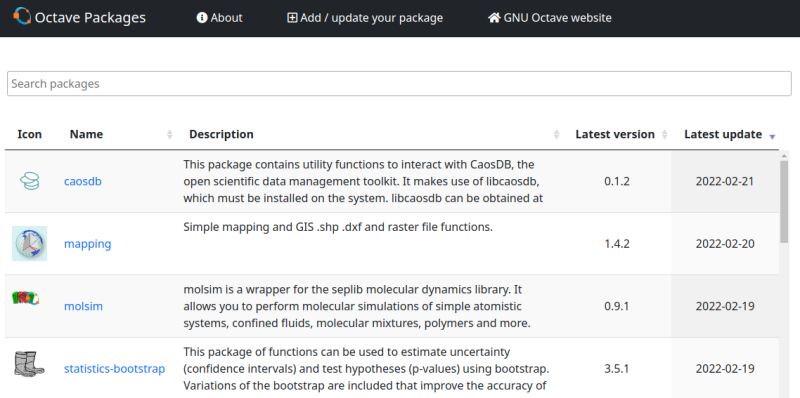 Octave Packages
About
Add / update your package
GNU Octave website
Search packages
Icon
Name
Description
Latest version
Latest update
caosdb
This package contains utility functions to interact with CaosDB, the
open scientific data management toolkit. It makes use of libcaosdb,
which must be installed on the system. libcaosdb can be obtained at
0.1.2
2022-02-21
mapping
Simple mapping and GIS .shp .dxf and raster file functions.
1.4.2
2022-02-20
molsim
molsim is a wrapper for the seplib molecular dynamics library. It
allows you to perform molecular simulations of simple atomistic
systems, confined fluids, molecular mixtures, polymers and more.
0.9.1
2022-02-19
statistics-bootstrap
This package of functions can be used to estimate uncertainty
(confidence intervals) and test hypotheses (p-values) using bootstrap.
Variations of the bootstrap are included that improve the accuracy of
3.5.1
2022-02-19